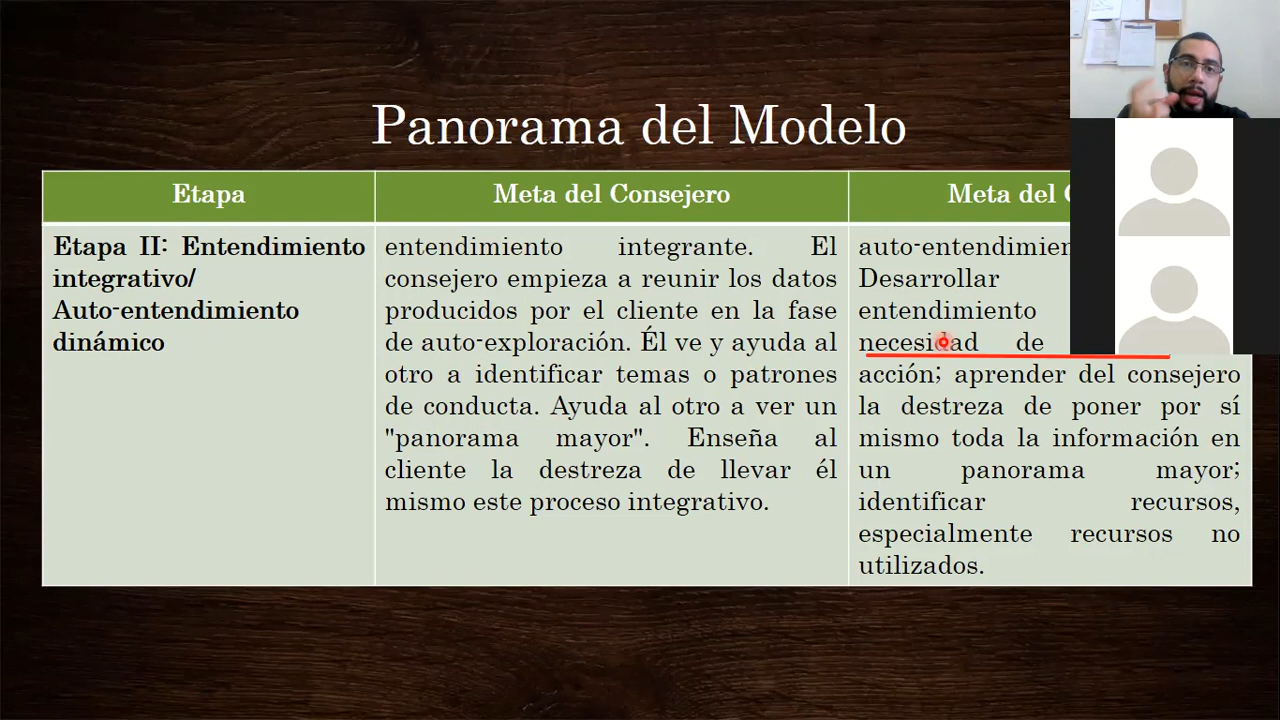 Panorama del Modelo
Etapa
Meta del Consejero
Meta del
Etapa II: Entendimiento
integrativo/
Auto-entendimiento
dinámico
entendimiento integrante. El
consejero empieza a reunir los datos
producidos por el cliente en la fase
de auto-exploración. Él ve y ayuda al
otro a identificar temas o patrones
de conducta. Ayuda al otro a ver un
"panorama mayor". Enseña al
cliente la destreza de llevar él
mismo este proceso integrativo.
Desarrollar
entendimiento
necesidad de
acción; aprender del consejero
la destreza de poner por sí
mismo toda la información en
un panorama mayor;
identificar recursos,
especialmente recursos no
utilizados.